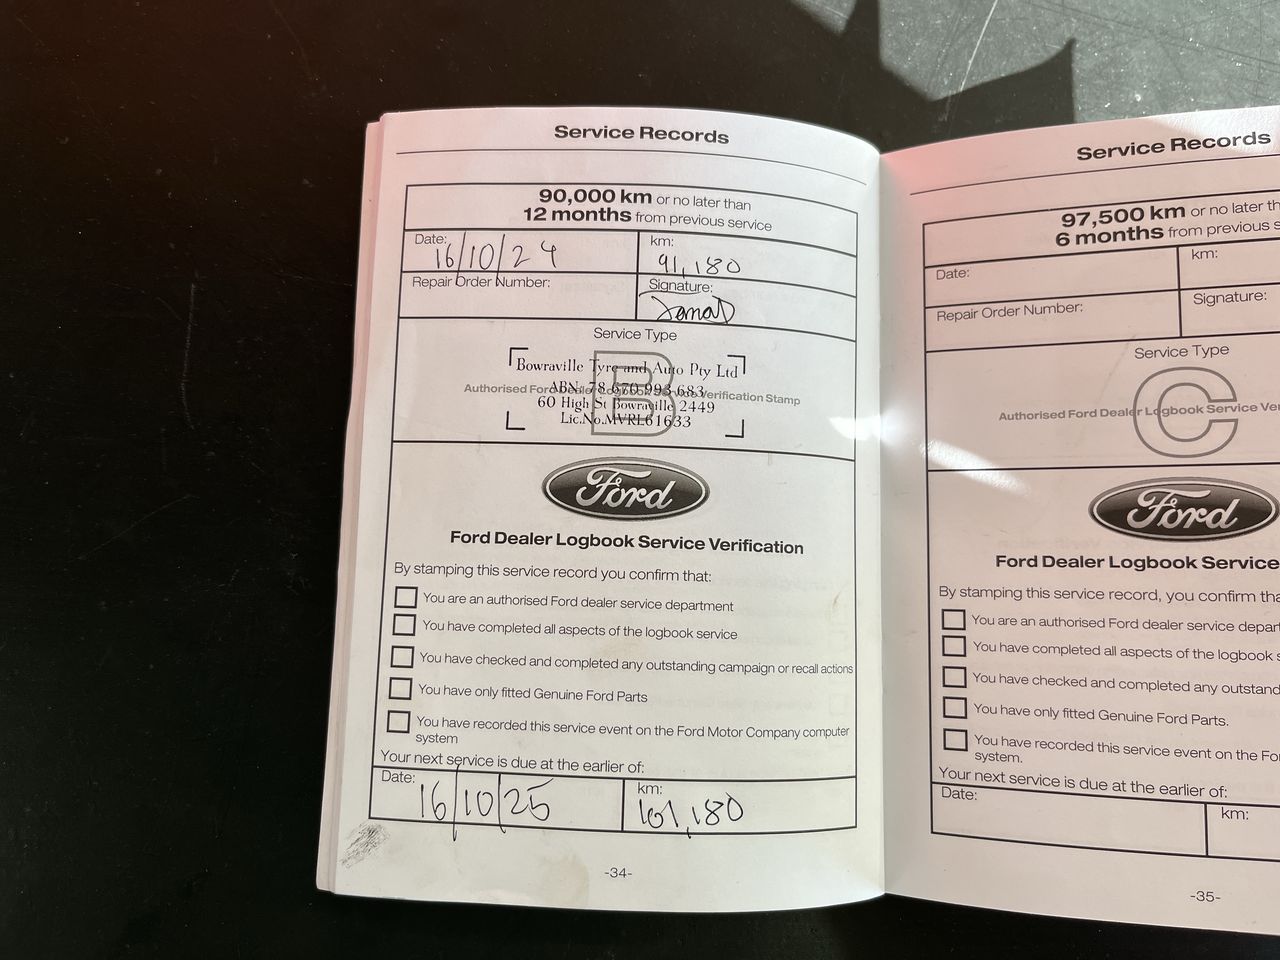 Service Records
90,000 km or no later than
12 months from previous service
Date:
16/10/24
km:
91,180
Repair Order Number:
Signature:
Service Type
B
Bowraville Tyre and Auto Pty Ltd
Authorised Ford Dealer Logbook Service Verification Stamp
ABN: 78 670 993 683
60 High St Bowraville 2449
Lic.No.MVRL61633
Ford
Ford Dealer Logbook Service Verification
By stamping this service record you confirm that:
You are an authorised Ford dealer service department
You have completed all aspects of the logbook service
You have checked and completed any outstanding campaign or recall actions
You have only fitted Genuine Ford Parts
You have recorded this service event on the Ford Motor Company computer
system
Your next service is due at the earlier of:
Date:
16/10/25
km:
101,180
-34-
Service Records
97,500 km or no later th
6 months from previous s
Date:
km:
Repair Order Number:
Signature:
Service Type
C
Authorised Ford Dealer Logbook Service Ver
Ford
Ford Dealer Logbook Service
By stamping this service record, you confirm tha
You are an authorised Ford dealer service depart
You have completed all aspects of the logbook s
You have checked and completed any outstand
You have only fitted Genuine Ford Parts.
You have recorded this service event on the Fo
system.
Your next service is due at the earlier of:
Date:
km:
-35-